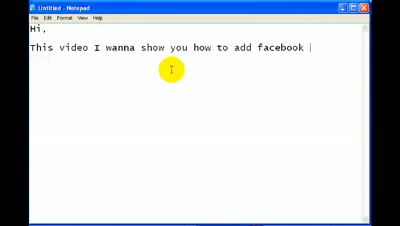 Untitled - Notepad
File Edit Format View Help
Hi,
This video I wanna show you how to add facebook